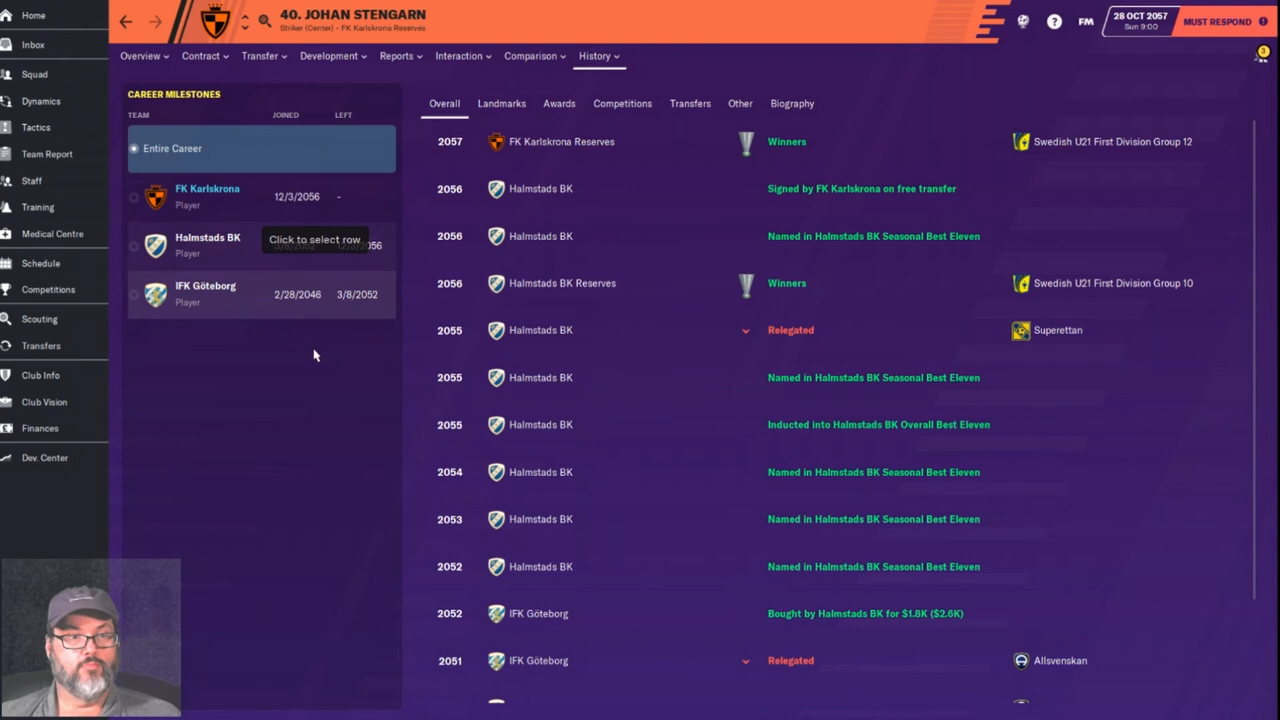 Home
Inbox
Squad
Dynamics
Tactics
Team Report
Staff
Training
Medical Centre
Schedule
Competitions
Scouting
Transfers
Club Info
Club Vision
Finances
Dev. Center
40. JOHAN STENGARN
Striker (Center) - FK Karlskrona Reserves
? FM 28 OCT 2057 MUST RESPOND
Sun 9:00
3
Overview Contract Transfer Development Reports Interaction Comparison History
CAREER MILESTONES
TEAM JOINED LEFT
Entire Career
FK Karlskrona 12/3/2056 -
Player
Halmstads BK
Player
Click to select row
IFK Göteborg 2/28/2046 3/8/2052
Player
Overall Landmarks Awards Competitions Transfers Other Biography
2057 FK Karlskrona Reserves Winners Swedish U21 First Division Group 12
2056 Halmstads BK Signed by FK Karlskrona on free transfer
2056 Halmstads BK Named in Halmstads BK Seasonal Best Eleven
2056 Halmstads BK Reserves Winners Swedish U21 First Division Group 10
2055 Halmstads BK Relegated Superettan
2055 Halmstads BK Named in Halmstads BK Seasonal Best Eleven
2055 Halmstads BK Inducted into Halmstads BK Overall Best Eleven
2054 Halmstads BK Named in Halmstads BK Seasonal Best Eleven
2053 Halmstads BK Named in Halmstads BK Seasonal Best Eleven
2052 Halmstads BK Named in Halmstads BK Seasonal Best Eleven
2052 IFK Göteborg Bought by Halmstads BK for $1.8K ($2.6K)
2051 IFK Göteborg Relegated Allsvenskan